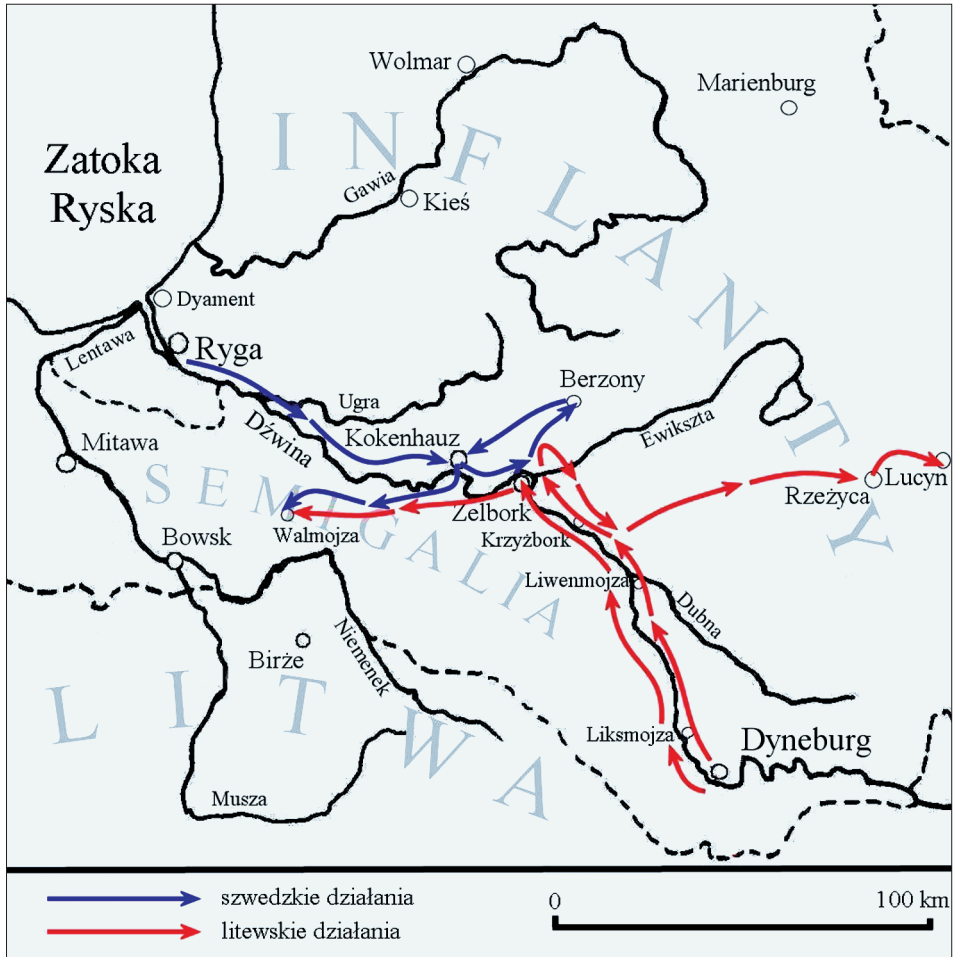 Wolmar
Marienburg
INFLANTY
Zatoka
Ryska
Gawia
Kieś
Dyament
Lentawa
Ryga
Berzony
Ugra
Ewikszta
Dźwina
Kokenhauz
Mitawa
Lucyn
Rzeżyca
SEMIGALIA
Zelbork
Walmojza
Krzyżbork
Bowsk
Liwenmojza
Dubna
Niemenek
Birże
LITWA
Liksmojza
Dyneburg
Musza
szwedzkie działania
0 100 km
litewskie działania